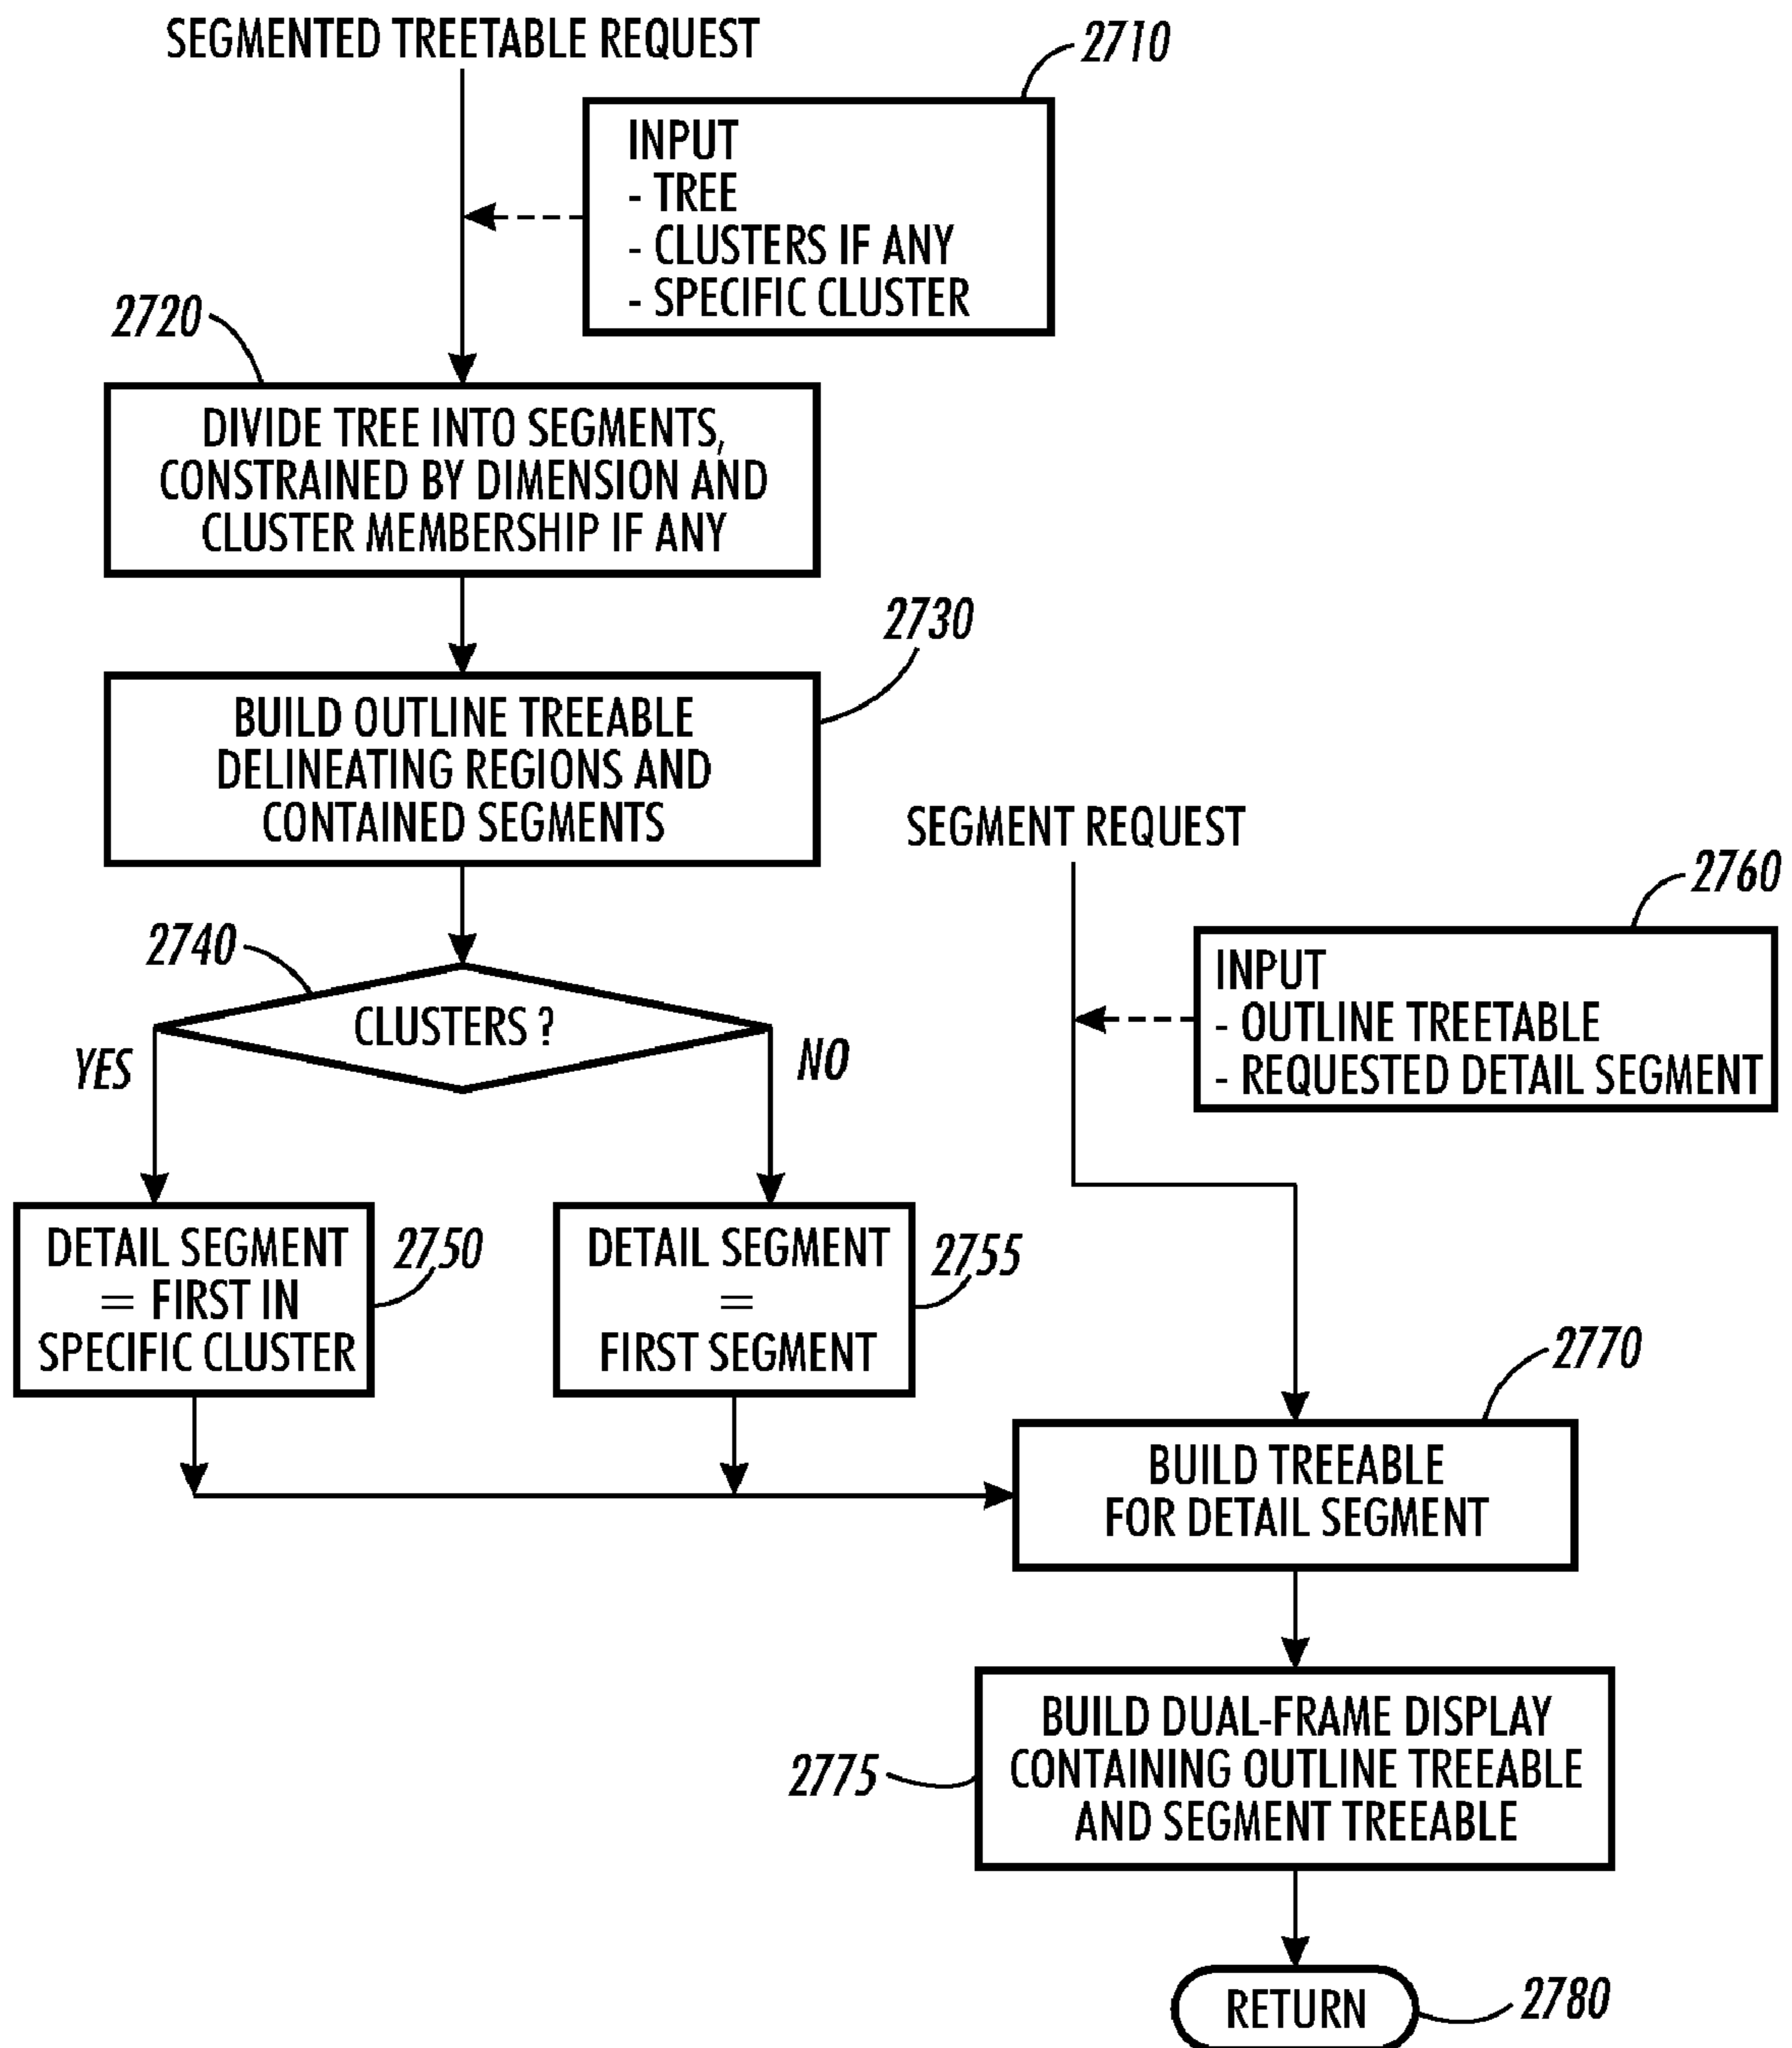 SEGMENTED TREETABLE REQUEST
2710
INPUT
- TREE
- CLUSTERS IF ANY
- SPECIFIC CLUSTER
2720
DIVIDE TREE INTO SEGMENTS,
CONSTRAINED BY DIMENSION AND
CLUSTER MEMBERSHIP IF ANY
2730
BUILD OUTLINE TREEABLE
DELINEATING REGIONS AND
CONTAINED SEGMENTS
SEGMENT REQUEST
2760
INPUT
- OUTLINE TREETABLE
- REQUESTED DETAIL SEGMENT
2740
CLUSTERS ?
YES
NO
DETAIL SEGMENT
= FIRST IN
SPECIFIC CLUSTER
2750
DETAIL SEGMENT
=
FIRST SEGMENT
2755
2770
BUILD TREEABLE
FOR DETAIL SEGMENT
2775
BUILD DUAL-FRAME DISPLAY
CONTAINING OUTLINE TREEABLE
AND SEGMENT TREEABLE
RETURN
2780